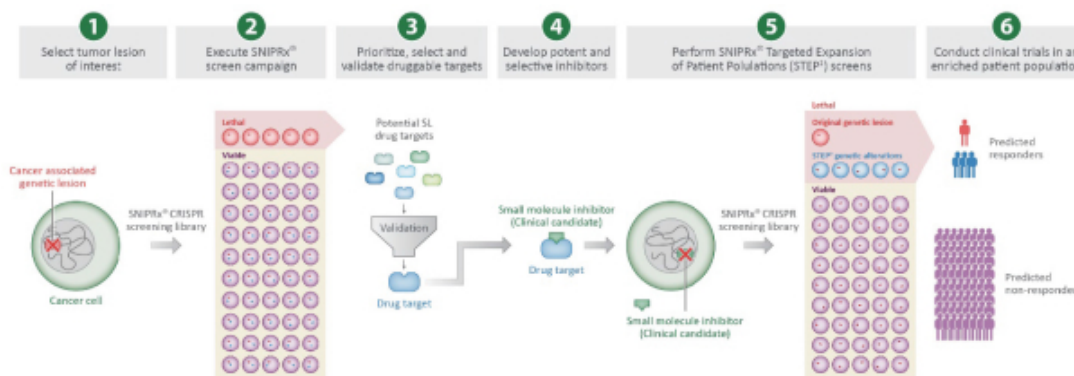 1
Select tumor lesion
of interest
2
Execute SNIPRx®
screen campaign
3
Prioritize, select and
validate druggable targets
4
Develop potent and
selective inhibitors
5
Perform SNIPRx® Targeted Expansion
of Patient Polulations (STEP²) screens
6
Conduct clinical trials in an
enriched patient population
Cancer associated
genetic lesion
Cancer cell
SNIPRx® CRISPR
screening library
Lethal
Viable
Potential SL
drug targets
Validation
Drug target
Small molecule inhibitor
(Clinical candidate)
Drug target
Small molecule inhibitor
(Clinical candidate)
SNIPRx® CRISPR
screening library
Lethal
Original genetic lesion
STEP² genetic alterations
Viable
Predicted
responders
Predicted
non-responder